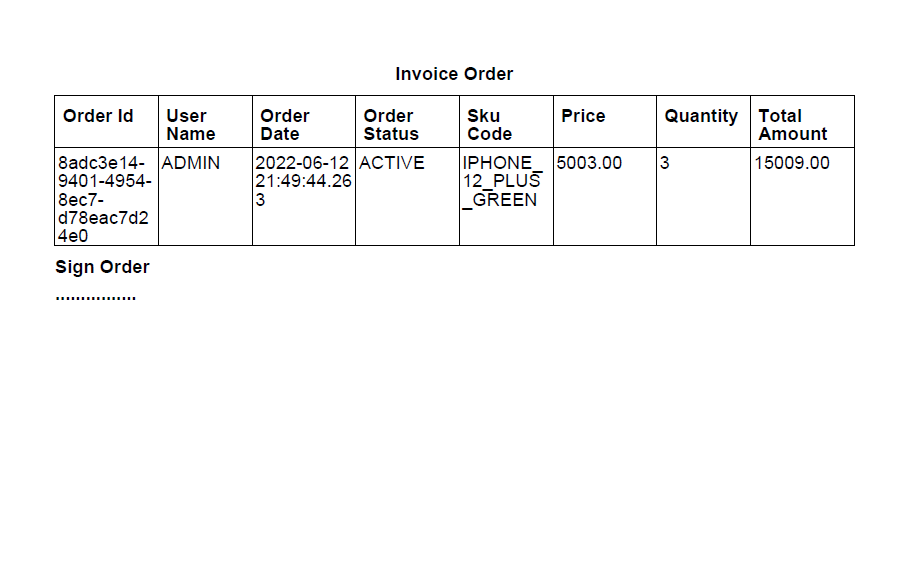 Invoice Order
Order Id User Name Order Date Order Status Sku Code Price Quantity Total Amount
8adc3e14-9401-4954-8ec7-d78eac7d24e0 ADMIN 2022-06-12 21:49:44.263 ACTIVE IPHONE_12_PLUS_GREEN 5003.00 3 15009.00
Sign Order
................